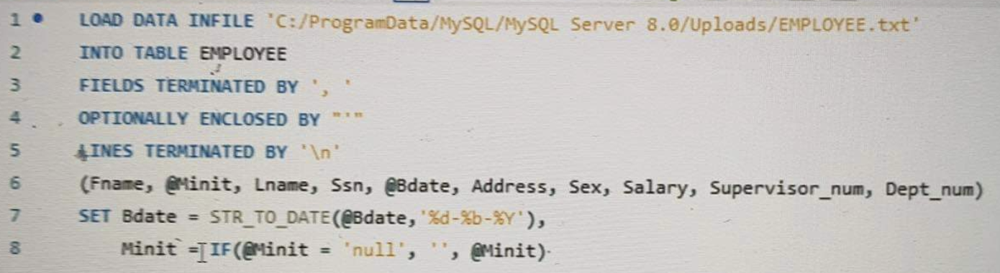 1 LOAD DATA INFILE 'C:/ProgramData/MySQL/MySQL Server 8.0/Uploads/EMPLOYEE.txt'
2 INTO TABLE EMPLOYEE
3 FIELDS TERMINATED BY ', '
4 OPTIONALLY ENCLOSED BY "'"
5 LINES TERMINATED BY '\n'
6 (Fname, @Minit, Lname, Ssn, @Bdate, Address, Sex, Salary, Supervisor_num, Dept_num)
7 SET Bdate = STR_TO_DATE(@Bdate,'%d-%b-%Y'),
8 Minit = IF(@Minit = 'null', '', @Minit)